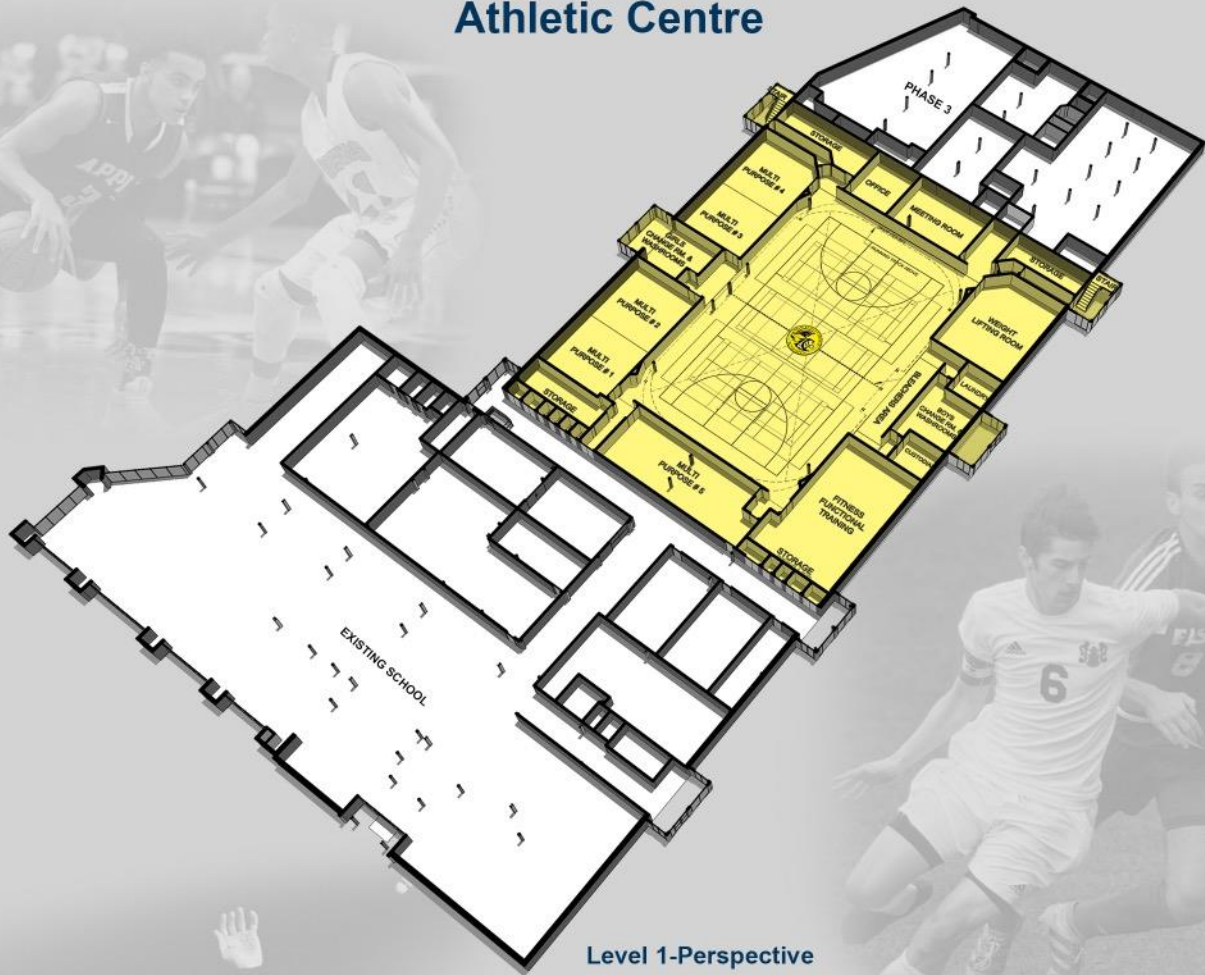 Athletic Centre
PHASE 3
STAIR
STORAGE
MULTI
PURPOSE # 4
OFFICE
MULTI
PURPOSE # 3
MEETING ROOM
GIRLS
CHANGE RM. &
WASHROOMS
STORAGE
STAIR
MULTI
PURPOSE # 2
WEIGHT
LIFTING ROOM
MULTI
PURPOSE # 1
BLEACHERS AREA
LAUNDRY
STORAGE
BOYS
CHANGE RM.
WASHROOMS
MULTI
PURPOSE # 5
FITNESS
FUNCTIONAL
TRAINING
STORAGE
EXISTING SCHOOL
6
Level 1-Perspective